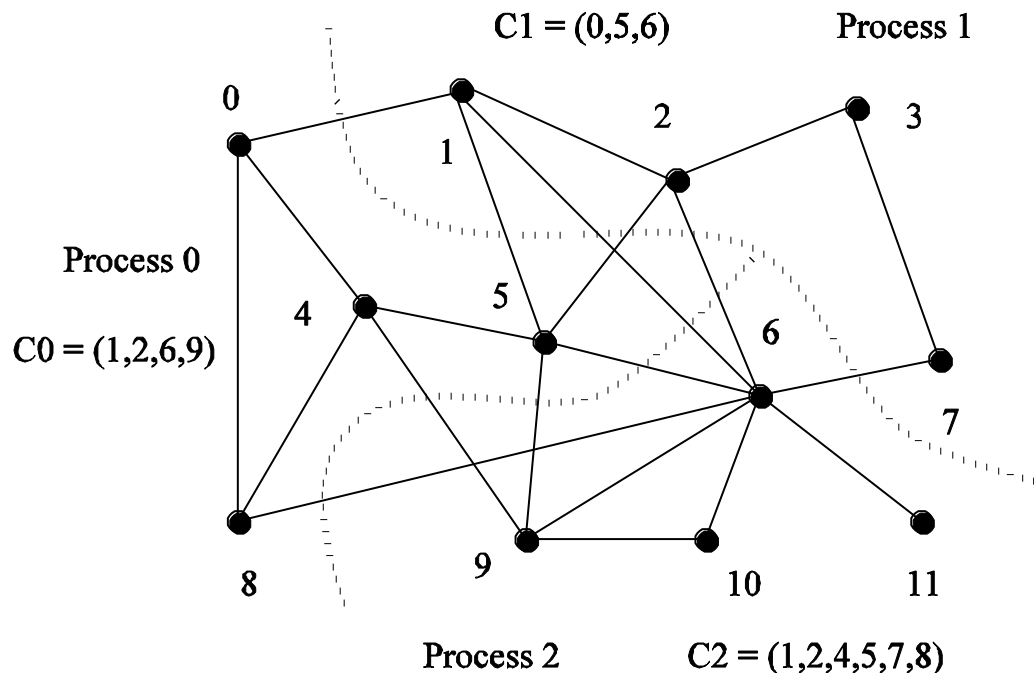 C1 = (0,5,6) Process 1
0
2 3
1
Process 0
5
4
6
C0 = (1,2,6,9)
7
9
8 10 11
Process 2 C2 = (1,2,4,5,7,8)